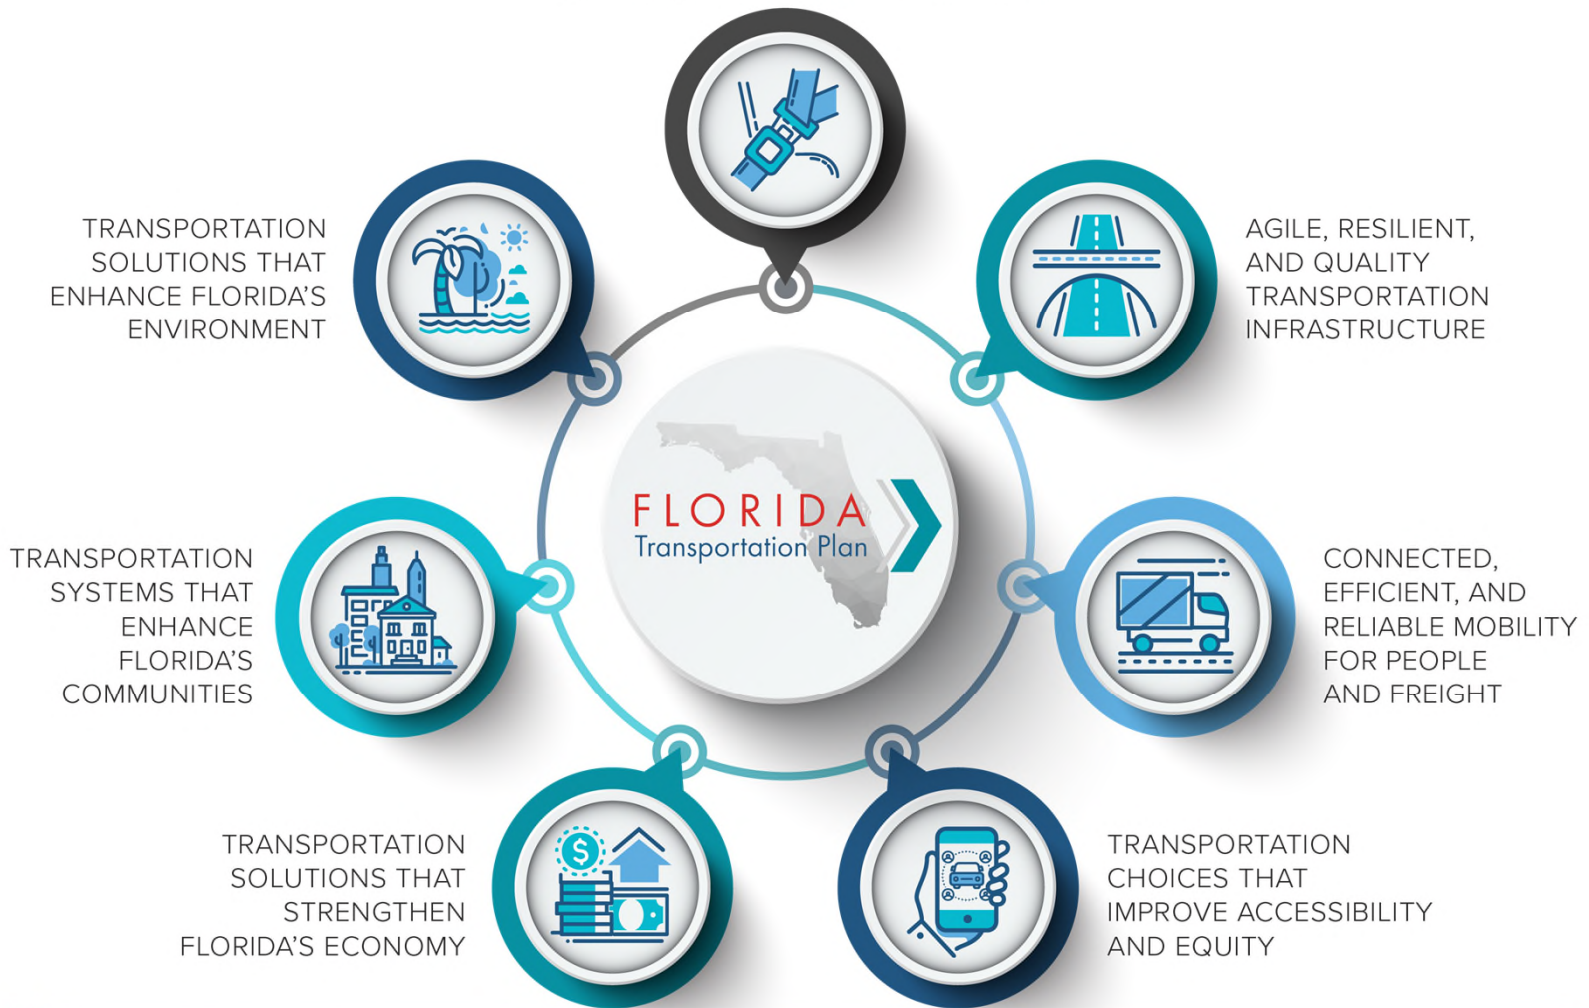 TRANSPORTATION
SOLUTIONS THAT
ENHANCE FLORIDA'S
ENVIRONMENT
AGILE, RESILIENT,
AND QUALITY
TRANSPORTATION
INFRASTRUCTURE
FLORIDA
Transportation Plan
TRANSPORTATION
SYSTEMS THAT
ENHANCE
FLORIDA'S
COMMUNITIES
CONNECTED,
EFFICIENT, AND
RELIABLE MOBILITY
FOR PEOPLE
AND FREIGHT
TRANSPORTATION
SOLUTIONS THAT
STRENGTHEN
FLORIDA'S ECONOMY
$
TRANSPORTATION
CHOICES THAT
IMPROVE ACCESSIBILITY
AND EQUITY